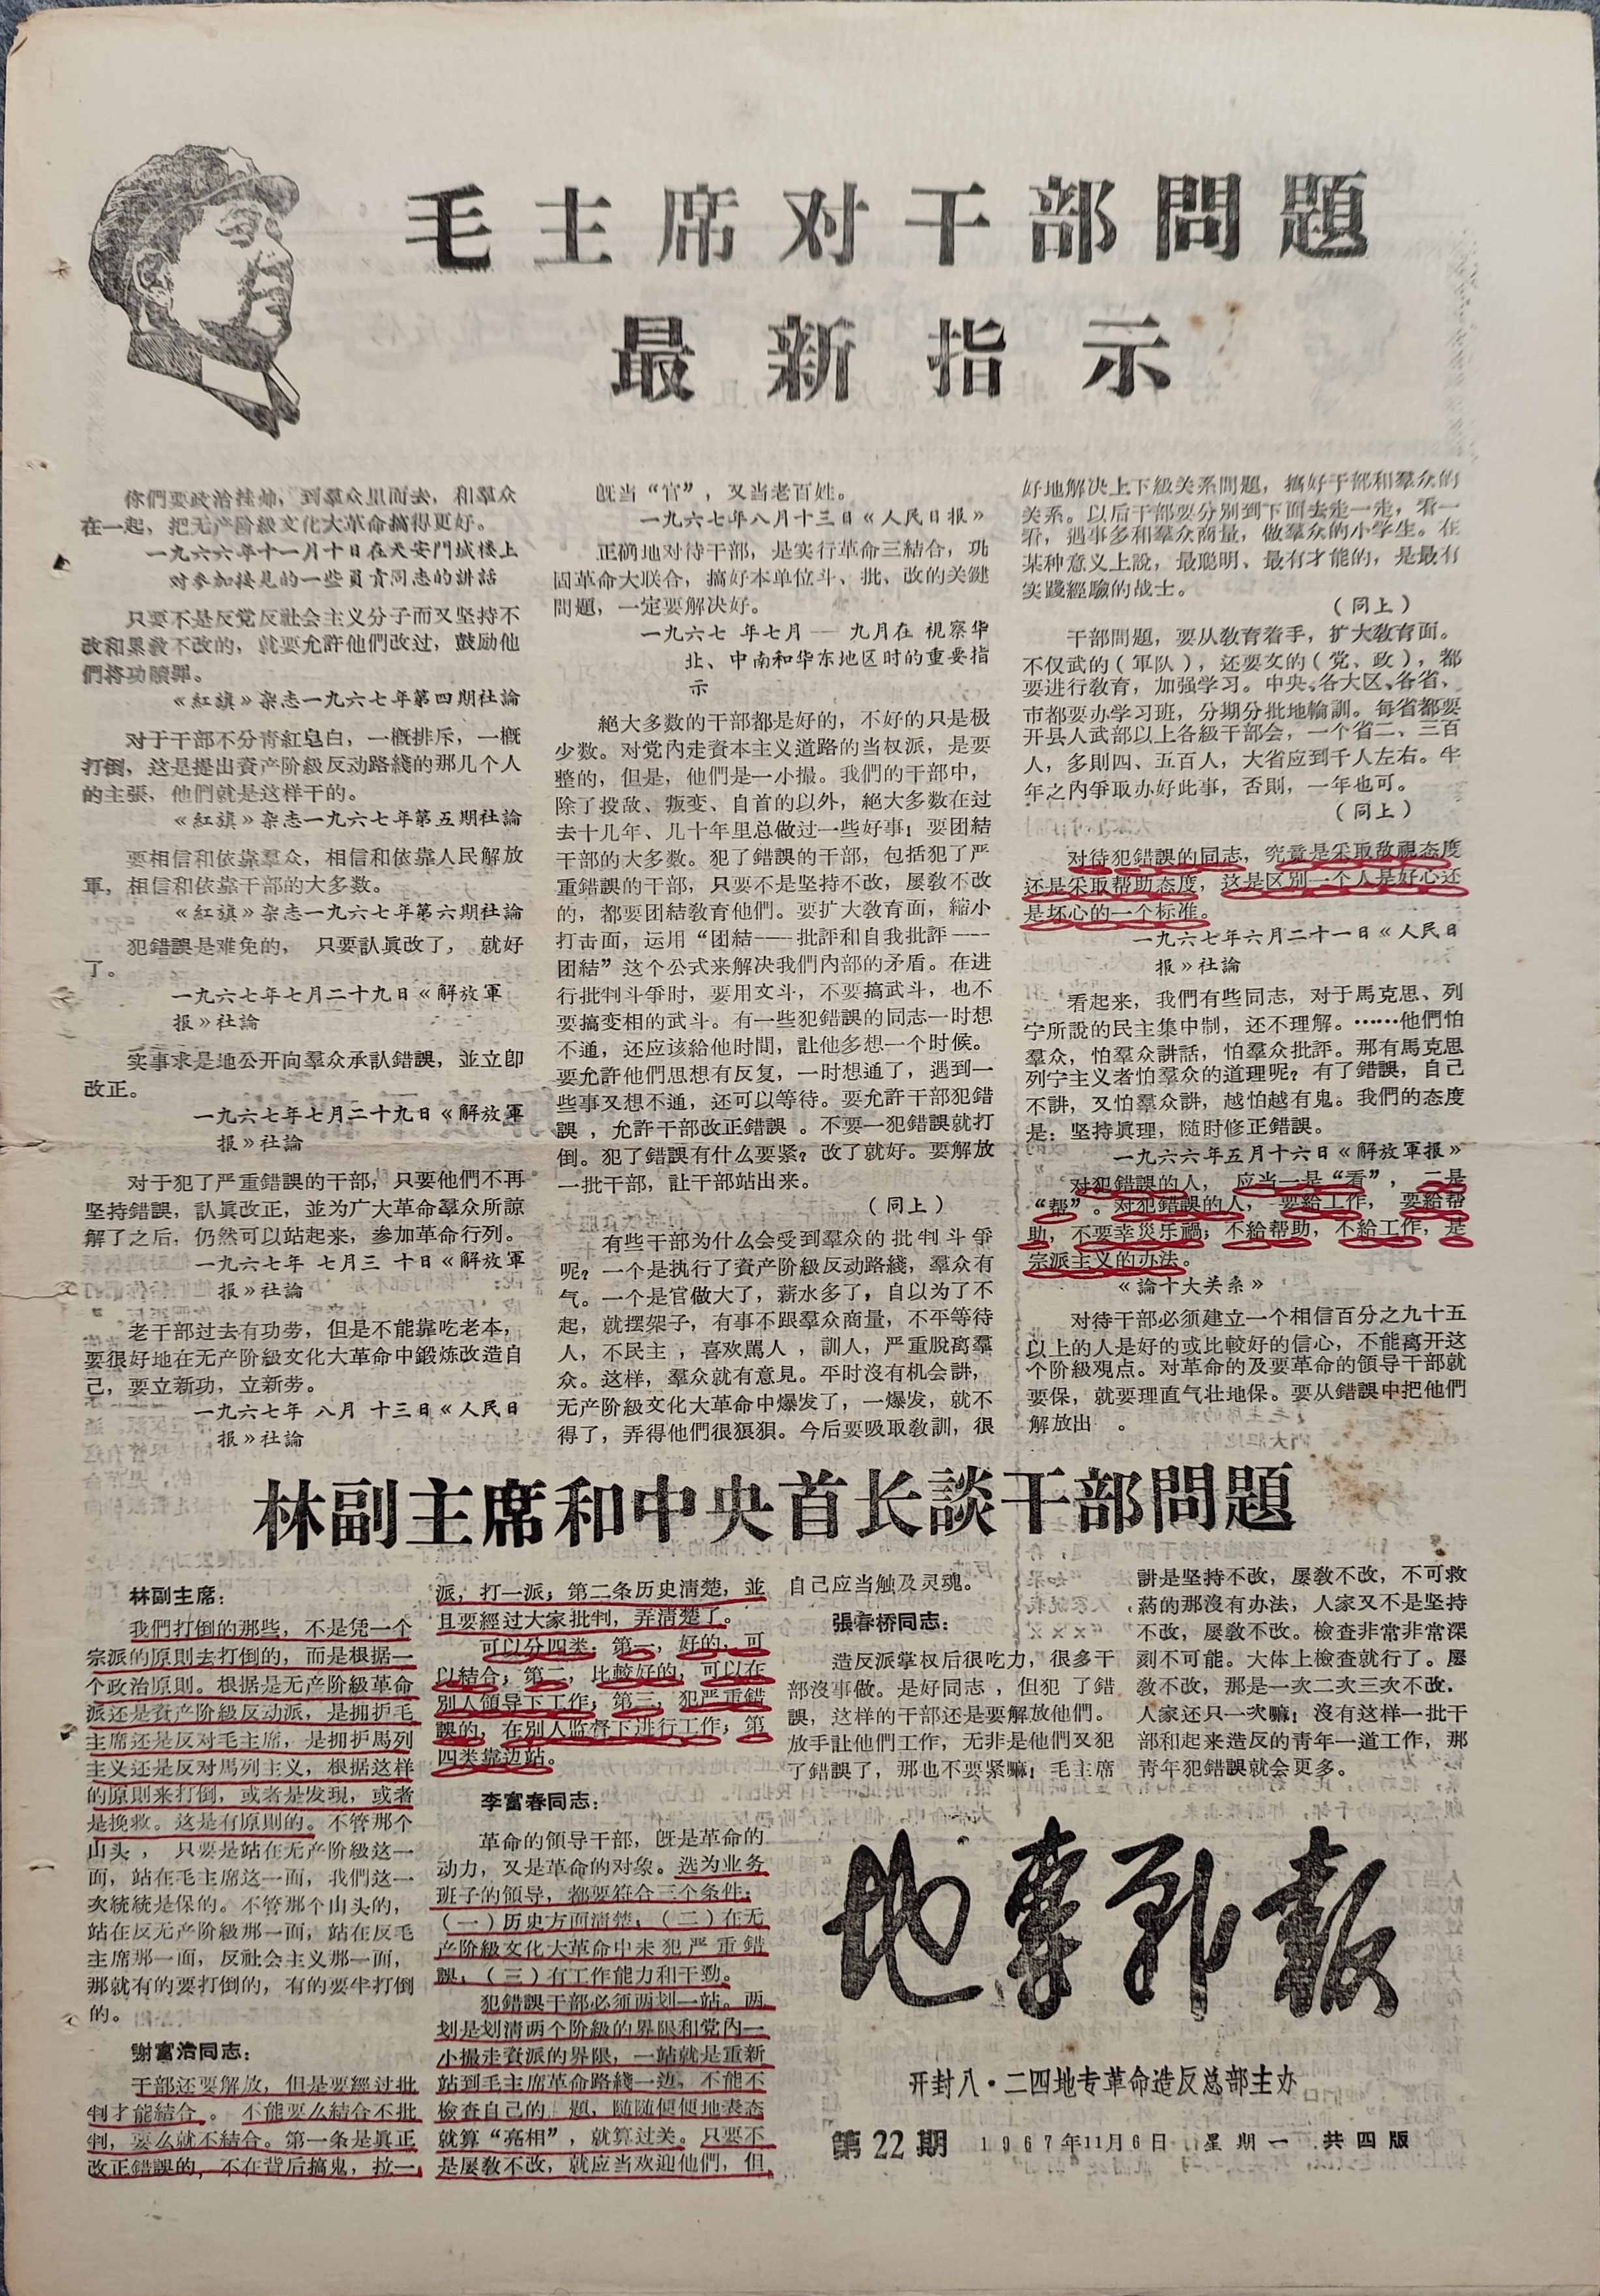 毛主席对干部問題
最新指示
你們要政治挂帅，到羣众里面去，和羣众
在一起，把无产阶級文化大革命搞得更好。
一九六六年十一月十日在天安門城楼上
对参加接見的一些負責同志的讲話
只要不是反党反社会主义分子而又坚持不
改和累敎不改的，就要允許他們改过，鼓励他
們将功贖罪。
《紅旗》杂志一九六七年第四期社論
对于干部不分青紅皂白，一概排斥，一概
打倒，这是提出資产阶級反动路綫的那几个人
的主張，他們就是这样干的。
《紅旗》杂志一九六七年第五期社論
要相信和依靠羣众，相信和依靠人民解放
軍，相信和依靠干部的大多数。
《紅旗》杂志一九六七年第六期社論
犯錯誤是难免的， 只要認眞改了， 就好
了。
一九六七年七月二十九日《解放軍
报》社論
实事求是地公开向羣众承認錯誤，並立卽
改正。
一九六七年七月二十九日《解放軍
报》社論
对于犯了严重錯誤的干部，只要他們不再
坚持錯誤，認眞改正，並为广大革命羣众所諒
解了之后，仍然可以站起来，参加革命行列。
一九六七年 七月三 十日《解放軍
报》社論
老干部过去有功劳，但是不能靠吃老本，
要很好地在无产阶級文化大革命中鍛炼改造自
己，要立新功，立新劳。
一九六七年 八月 十三日《人民日
报》社論
旣当“官”，又当老百姓。
一九六七年八月十三日《人民日报》
正确地对待干部，是实行革命三結合，巩
固革命大联合，搞好本单位斗、批、改的关鍵
問題，一定要解决好。
一九六七 年七月—— 九月在 視察华
北、中南和华东地区时的重要指
示
絕大多数的干部都是好的，不好的只是极
少数。对党內走資本主义道路的当权派，是要
整的，但是，他們是一小撮。我們的干部中，
除了投敌、叛变、自首的以外，絕大多数在过
去十几年、几十年里总做过一些好事！要团結
干部的大多数。犯了錯誤的干部，包括犯了严
重錯誤的干部，只要不是坚持不改，屡敎不改
的，都要团結敎育他們。要扩大敎育面，縮小
打击面，运用“团結——批評和自我批評——
团結”这个公式来解决我們內部的矛盾。在进
行批判斗爭时，要用文斗，不要搞武斗，也不
要搞变相的武斗。有一些犯錯誤的同志一时想
不通，还应该給他时間，讓他多想一个时候。
要允許他們思想有反复，一时想通了，遇到一
些事又想不通，还可以等待。要允許干部犯錯
誤，允許干部改正錯誤 。不要一犯錯誤就打
倒。犯了錯誤有什么要紧？改了就好。要解放
一批干部，讓干部站出来。
（同上）
有些干部为什么会受到羣众的批判斗爭
呢？一个是执行了資产阶級反动路綫，羣众有
气。一个是官做大了，薪水多了，自以为了不
起，就摆架子，有事不跟羣众商量，不平等待
人，不民主，喜欢駡人，訓人，严重脫离羣
众。这样，羣众就有意見。平时沒有机会讲，
无产阶級文化大革命中爆发了，一爆发，就不
得了，弄得他們很狼狽。今后要吸取敎訓，很
好地解决上下級关系問題，搞好干部和羣众的
关系。以后干部要分别到下面去走一走，看一
看，遇事多和羣众商量，做羣众的小学生。在
某种意义上說，最聪明、最有才能的，是最有
实践經驗的战士。
（同上）
干部問題，要从敎育着手，扩大敎育面。
不仅武的（軍队），还要文的（党、政），都
要进行敎育，加强学习。中央、各大区、各省、
市都要办学习班，分期分批地輪訓。每省都要
开县人武部以上各級干部会，一个省二、三百
人，多則四、五百人，大省应到千人左右。半
年之內爭取办好此事，否則，一年也可。
（同上）
对待犯錯誤的同志，究竟是采取敌視态度
还是采取帮助态度，这是区别一个人是好心还
是坏心的一个标准。
一九六七年六月二十一日《人民日
报》社論
看起来，我們有些同志，对于馬克思、列
宁所說的民主集中制，还不理解。……他們怕
羣众，怕羣众講話，怕羣众批評。那有馬克思
列宁主义者怕羣众的道理呢？有了錯誤，自己
不講，又怕羣众講，越怕越有鬼。我們的态度
是：坚持眞理，随时修正錯誤。
一九六六年五月十六日《解放軍报》
对犯錯誤的人，应当一是“看”，二是
“帮”。对犯錯誤的人，要給工作，要給帮
助，不要幸災乐禍；不給帮助，不給工作，是
宗派主义的办法。
《論十大关系》
对待干部必须建立一个相信百分之九十五
以上的人是好的或比較好的信心，不能离开这
个阶級观点。对革命的及要革命的領导干部就
要保，就要理直气壮地保。要从錯誤中把他們
解放出 。
林副主席和中央首长談干部問題
林副主席：
我們打倒的那些，不是凭一个
宗派的原則去打倒的，而是根据一
个政治原則。根据是无产阶級革命
派还是資产阶級反动派，是拥护毛
主席还是反对毛主席，是拥护馬列
主义还是反对馬列主义，根据这样
的原則来打倒，或者是发現，或者
是挽救。这是有原則的。不管那个
山头， 只要是站在无产阶級这一
面，站在毛主席这一面，我們这一
次統統是保的。不管那个山头的，
站在反无产阶級那一面，站在反毛
主席那一面，反社会主义那一面，
那就有的要打倒的，有的要半打倒
的。
謝富治同志：
干部还要解放，但是要經过批
判才能結合。 不能要么結合不批
判，要么就不結合。第一条是眞正
改正錯誤的，不在背后搞鬼，拉一
派，打一派；第二条历史清楚，並
且要經过大家批判，弄清楚了。
可以分四类：第一，好的，可
以結合；第二，比較好的，可以在
别人領导下工作；第三，犯严重錯
誤的，在别人监督下进行工作；第
四类靠边站。
李富春同志：
革命的領导干部，旣是革命的
动力，又是革命的对象。选为业务
班子的領导，都要符合三个条件：
（一）历史方面清楚；（二）在无
产阶級文化大革命中未犯严重錯
誤；（三）有工作能力和干勁。
犯錯誤干部必须两划一站。两
划是划清两个阶級的界限和党內一
小撮走資派的界限，一站就是重新
站到毛主席革命路綫一边，不能不
檢查自己的 題，随随便便地表态
就算“亮相”，就算过关。只要不
是屡敎不改，就应当欢迎他們，但
自己应当触及灵魂。
張春桥同志：
造反派掌权后很吃力，很多干
部沒事做。是好同志，但犯 了錯
誤，这样的干部还是要解放他們。
放手讓他們工作，无非是他們又犯
了錯誤了，那也不要紧嘛！毛主席
講是坚持不改，屡敎不改，不可救
药的那沒有办法，人家又不是坚持
不改，屡敎不改。檢查非常非常深
刻不可能。大体上檢查就行了。屡
敎不改，那是一次二次三次不改．
人家还只一次嘛！沒有这样一批干
部和起来造反的青年一道工作，那
青年犯錯誤就会更多。
地专战报
开封八·二四地专革命造反总部主办
第22期 1967年11月6日 星期一 共四版